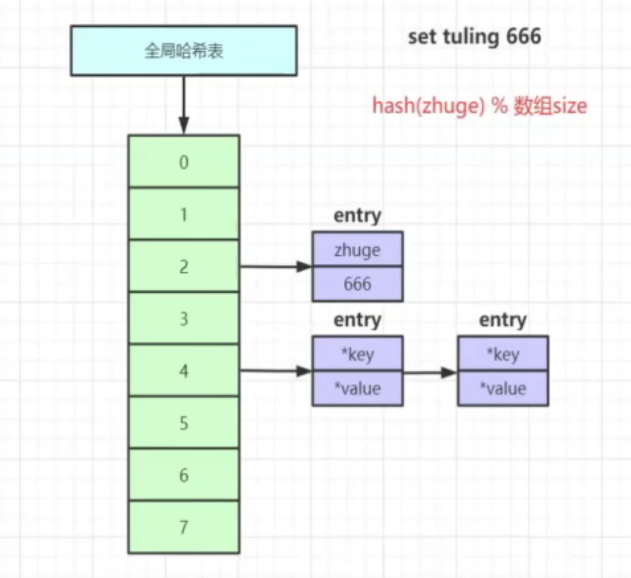 全局哈希表
set tuling 666
hash(zhuge) % 数组size
0
1
2
3
4
5
6
7
entry
zhuge
666
entry
*key
*value
entry
*key
*value